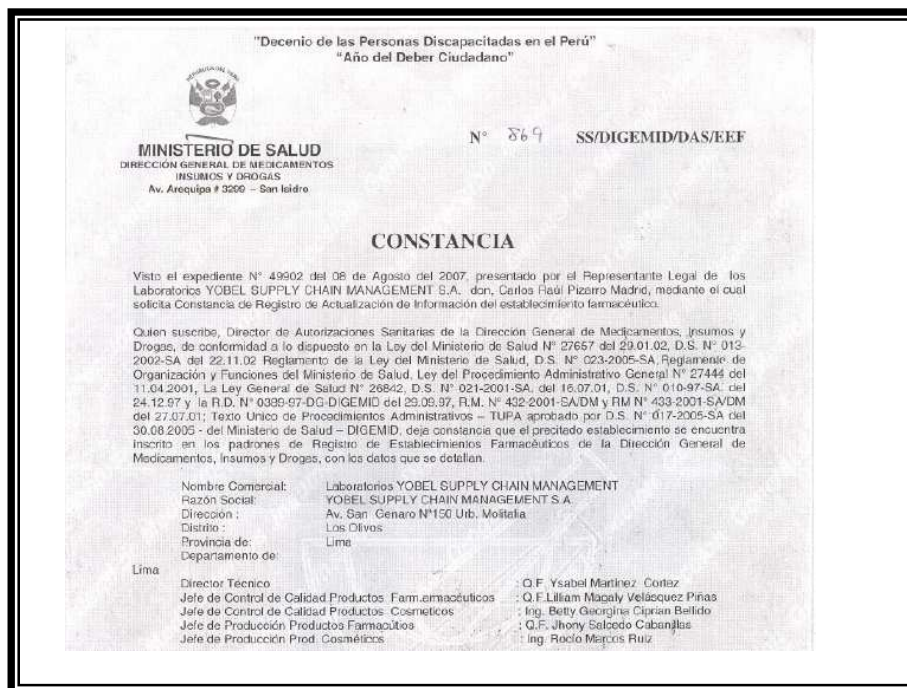 "Decenio de las Personas Discapacitadas en el Perú"
"Año del Deber Ciudadano"
MINISTERIO DE SALUD
DIRECCIÓN GENERAL DE MEDICAMENTOS
INSUMOS Y DROGAS
Av. Arequipa # 3299 – San Isidro
N° 869 SS/DIGEMID/DAS/EEF
CONSTANCIA
Visto el expediente N° 49902 del 08 de Agosto del 2007, presentado por el Representante Legal de los
Laboratorios YOBEL SUPPLY CHAIN MANAGEMENT S.A. don, Carlos Raúl Pizarro Madrid, mediante el cual
solicita Constancia de Registro de Actualización de Información del establecimiento farmacéutico.
Quien suscribe, Director de Autorizaciones Sanitarias de la Dirección General de Medicamentos, Insumos y
Drogas, de conformidad a lo dispuesto en la Ley del Ministerio de Salud N° 27657 del 29.01.02, D.S. N° 013-
2002-SA del 22.11.02 Reglamento de la Ley del Ministerio de Salud, D.S. N° 023-2005-SA, Reglamento de
Organización y Funciones del Ministerio de Salud, Ley del Procedimiento Administrativo General N° 27444 del
11.04.2001, La Ley General de Salud N° 26842, D.S. N° 021-2001-SA, del 16.07.01, D.S. N° 010-97-SA, del
24.12.97 y la R.D. N° 0389-97-DG-DIGEMID del 29.09.97, R.M. N° 432-2001-SA/DM y RM N° 433-2001-SA/DM
del 27.07.01; Texto Unico de Procedimientos Administrativos – TUPA aprobado por D.S. N° 017-2005-SA del
30.08.2005 - del Ministerio de Salud – DIGEMID, deja constancia que el precitado establecimiento se encuentra
inscrito en los padrones de Registro de Establecimientos Farmacéuticos de la Dirección General de
Medicamentos, Insumos y Drogas, con los datos que se detallan.
Nombre Comercial: Laboratorios YOBEL SUPPLY CHAIN MANAGEMENT
Razón Social: YOBEL SUPPLY CHAIN MANAGEMENT S.A.
Dirección : Av. San Genaro N°150 Urb. Molitalia
Distrito : Los Olivos
Provincia de: Lima
Departamento de:
Lima
Director Técnico : Q.F. Ysabel Martinez Cortez
Jefe de Control de Calidad Productos Farm.ermacéuticos : Q.F.Lilliam Magaly Velásquez Piñas
Jefe de Control de Calidad Productos Cosmeticos : Ing. Betty Georgina Ciprian Bellido
Jefe de Producción Productos Farmacútios : Q.F. Jhony Salcedo Cabanillas
Jefe de Producción Prod. Cosméticos : Ing. Rocío Marcos Ruiz